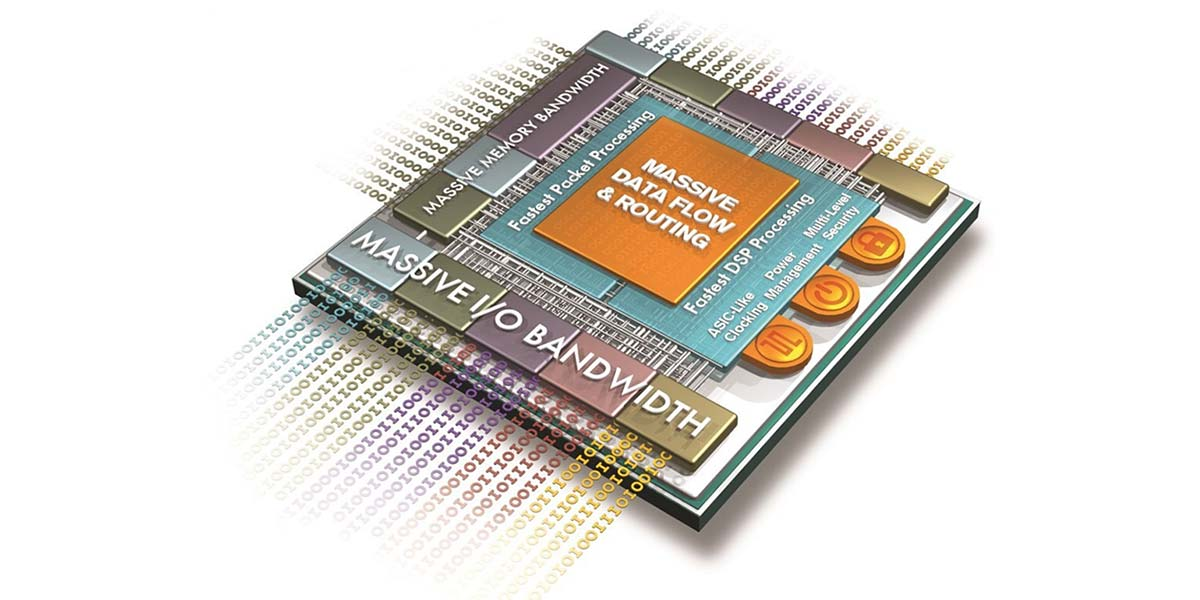 MASSIVE MEMORY BANDWIDTH
Fastest Packet Processing
MASSIVE
DATA FLOW
& ROUTING
Fastest DSP Processing
Multi-Level
Security
Power
Management
ASIC-Like
Clocking
MASSIVE I/O BANDWIDTH